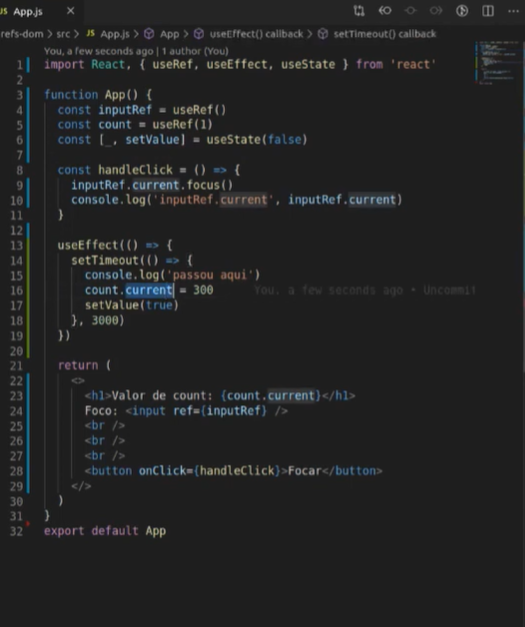 JS App.js ×
refs-dom > src > JS App.js > App > useEffect() callback > setTimeout() callback
You, a few seconds ago | 1 author (You)
1 import React, { useRef, useEffect, useState } from 'react'
2
3 function App() {
4 const inputRef = useRef()
5 const count = useRef(1)
6 const [_, setValue] = useState(false)
7
8 const handleClick = () => {
9 inputRef.current.focus()
10 console.log('inputRef.current', inputRef.current)
11 }
12
13 useEffect(() => {
14 setTimeout(() => {
15 console.log('passou aqui')
16 count.current = 300 You, a few seconds ago • Uncommit
17 setValue(true)
18 }, 3000)
19 })
20
21 return (
22 <>
23 <h1>Valor de count: {count.current}</h1>
24 Foco: <input ref={inputRef} />
25 <br />
26 <br />
27 <br />
28 <button onClick={handleClick}>Focar</button>
29 </>
30 )
31 }
32 export default App